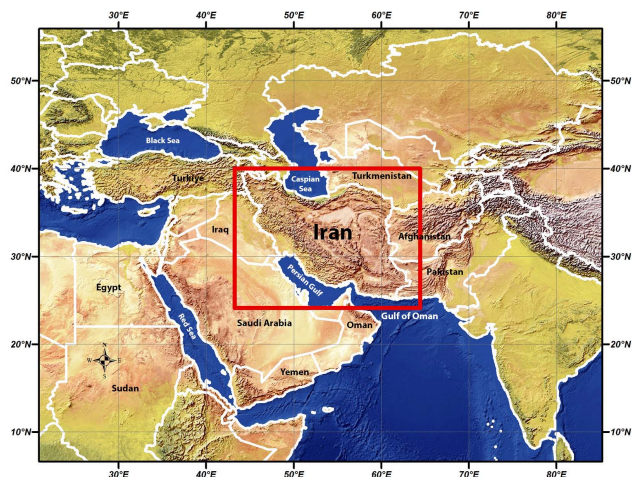 30°E 40°E 50°E 60°E 70°E 80°E
50°N 50°N
Black Sea
40°N 40°N
Türkiye
Caspian
Sea
Turkmenistan
Iraq
Iran
Afghanistan
30°N 30°N
Persian Gulf
Pakistan
Egypt
Red Sea
Saudi Arabia
Oman
Gulf of Oman
20°N 20°N
N
W E
S
Yemen
Sudan
10°N 10°N
30°E 40°E 50°E 60°E 70°E 80°E